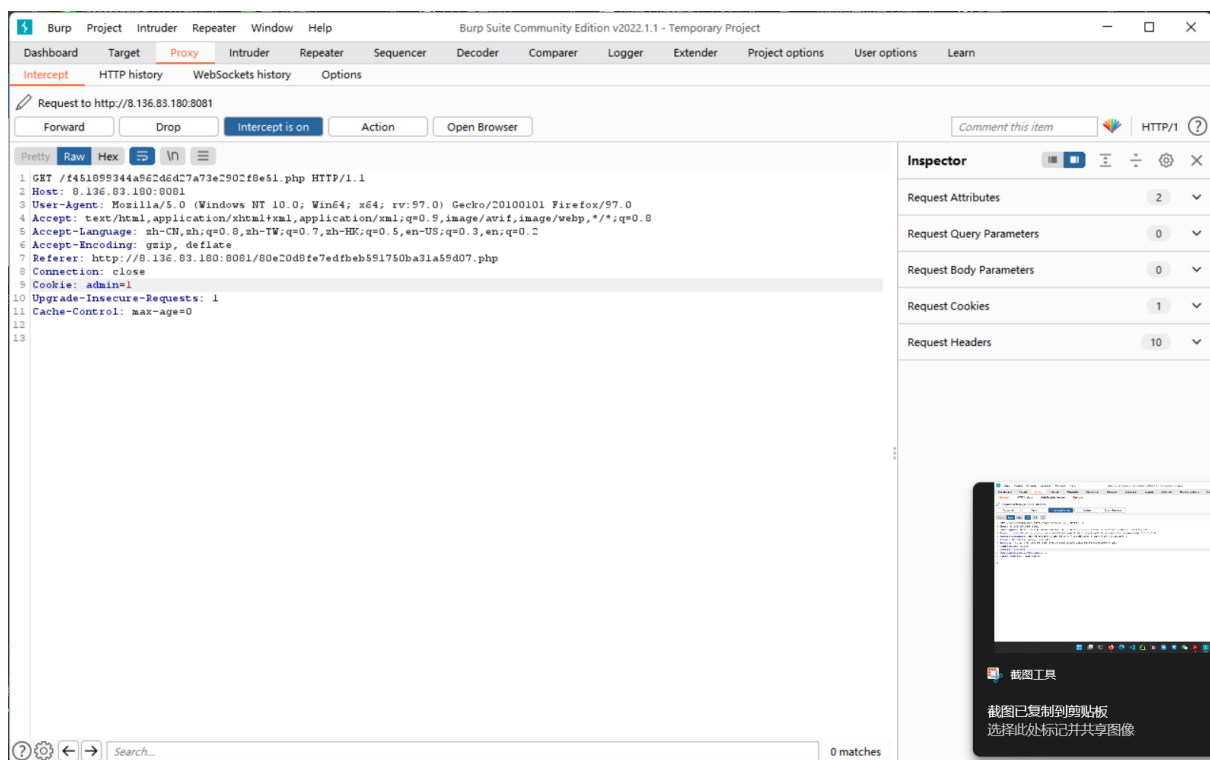 Burp Project Intruder Repeater Window Help Burp Suite Community Edition v2022.1.1 - Temporary Project
Dashboard Target Proxy Intruder Repeater Sequencer Decoder Comparer Logger Extender Project options User options Learn
Intercept HTTP history WebSockets history Options
Request to http://8.136.83.180:8081
Forward Drop Intercept is on Action Open Browser Comment this item HTTP/1 ?
Pretty Raw Hex \n
Inspector
1 GET /f451899344a962d6d27a73e2902f8e51.php HTTP/1.1
2 Host: 8.136.83.180:8081
3 User-Agent: Mozilla/5.0 (Windows NT 10.0; Win64; x64; rv:97.0) Gecko/20100101 Firefox/97.0
4 Accept: text/html,application/xhtml+xml,application/xml;q=0.9,image/avif,image/webp,*/*;q=0.8
5 Accept-Language: zh-CN,zh;q=0.8,zh-TW;q=0.7,zh-HK;q=0.5,en-US;q=0.3,en;q=0.2
6 Accept-Encoding: gzip, deflate
7 Referer: http://8.136.83.180:8081/80e20d8fe7edfbeb591750ba31a59d07.php
8 Connection: close
9 Cookie: admin=1
10 Upgrade-Insecure-Requests: 1
11 Cache-Control: max-age=0
12
13
Request Attributes 2
Request Query Parameters 0
Request Body Parameters 0
Request Cookies 1
Request Headers 10
截图工具
截图已复制到剪贴板
选择此处标记并共享图像
? Search... 0 matches